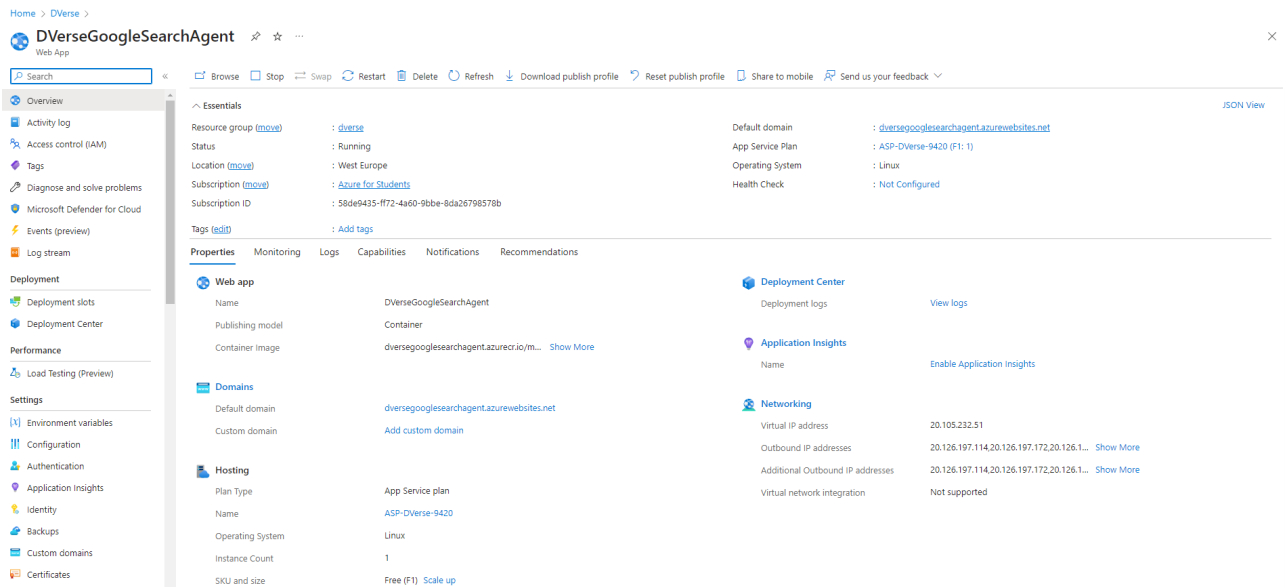 Home > DVerse >
DVerseGoogleSearchAgent
Web App
Search
Overview
Activity log
Access control (IAM)
Tags
Diagnose and solve problems
Microsoft Defender for Cloud
Events (preview)
Log stream
Deployment
Deployment slots
Deployment Center
Performance
Load Testing (Preview)
Settings
Environment variables
Configuration
Authentication
Application Insights
Identity
Backups
Custom domains
Certificates
Browse Stop Swap Restart Delete Refresh Download publish profile Reset publish profile Share to mobile Send us your feedback
Essentials
JSON View
Resource group (move) : dverse
Status : Running
Location (move) : West Europe
Subscription (move) : Azure for Students
Subscription ID : 58de9435-ff72-4a60-9bbe-8da26798578b
Default domain : dversegooglesearchagent.azurewebsites.net
App Service Plan : ASP-DVerse-9420 (F1: 1)
Operating System : Linux
Health Check : Not Configured
Tags (edit) : Add tags
Properties Monitoring Logs Capabilities Notifications Recommendations
Web app
Name DVerseGoogleSearchAgent
Publishing model Container
Container Image dversegooglesearchagent.azurecr.io/m... Show More
Domains
Default domain dversegooglesearchagent.azurewebsites.net
Custom domain Add custom domain
Hosting
Plan Type App Service plan
Name ASP-DVerse-9420
Operating System Linux
Instance Count 1
SKU and size Free (F1) Scale up
Deployment Center
Deployment logs View logs
Application Insights
Name Enable Application Insights
Networking
Virtual IP address 20.105.232.51
Outbound IP addresses 20.126.197.114,20.126.197.172,20.126.1... Show More
Additional Outbound IP addresses 20.126.197.114,20.126.197.172,20.126.1... Show More
Virtual network integration Not supported